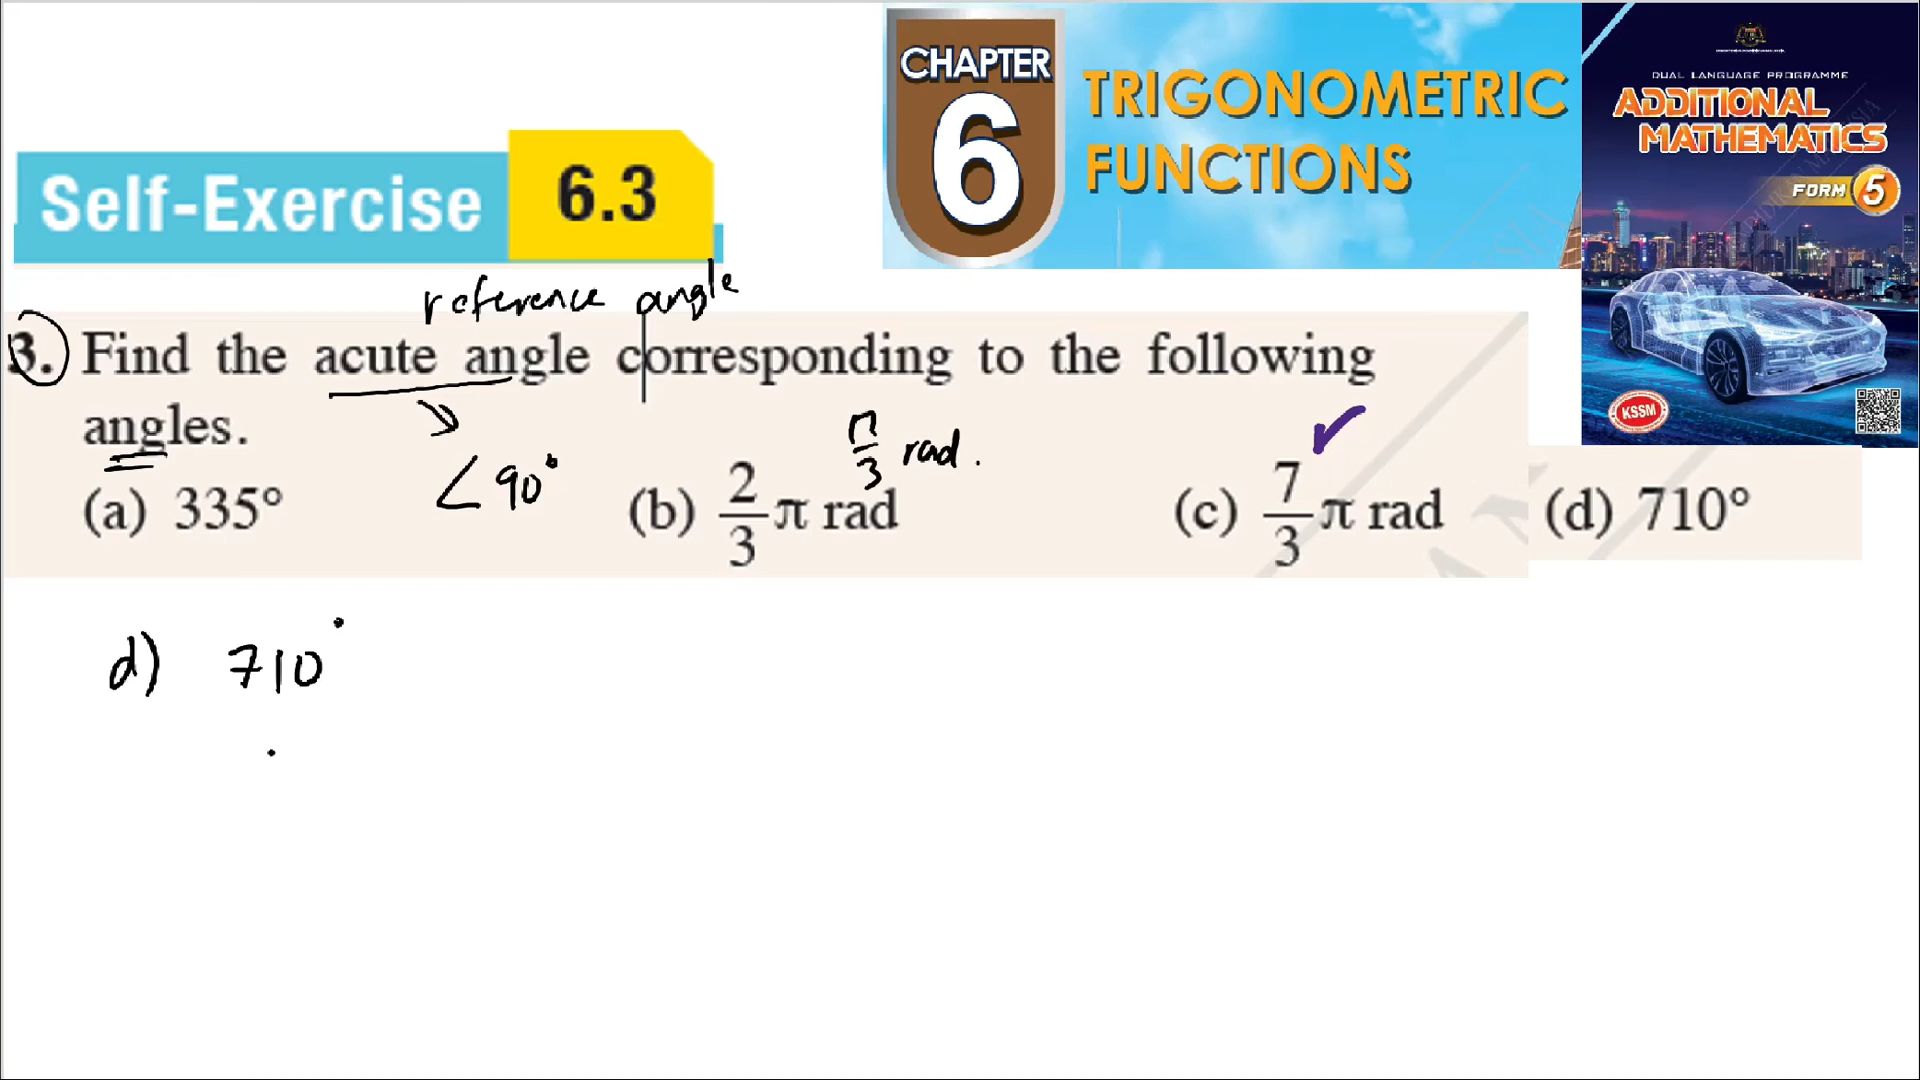 CHAPTER
6
TRIGONOMETRIC
FUNCTIONS
DUAL LANGUAGE PROGRAMME
ADDITIONAL
MATHEMATICS
FORM 5
KSSM
Self-Exercise 6.3
reference angle
3. Find the acute angle corresponding to the following
angles.
< 90°
π/3 rad.
(a) 335° (b) 2/3 π rad (c) 7/3 π rad (d) 710°
d) 710°